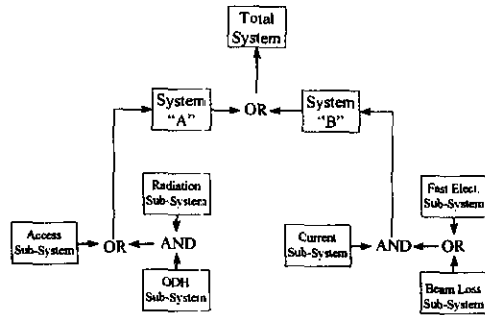 Total
System
System
"A"
OR
System
"B"
Radiation
Sub-System
Fast Elect.
Sub-System
Access
Sub-System
OR
AND
Current
Sub-System
AND
OR
ODH
Sub-System
Beam Loss
Sub-System